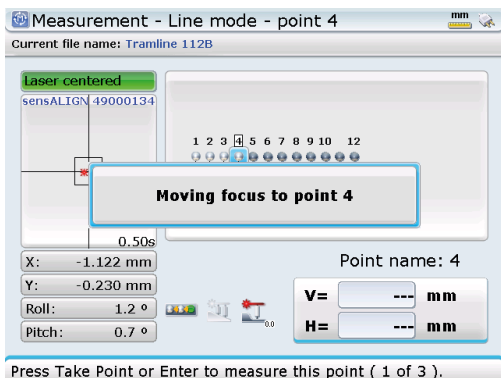 Measurement - Line mode - point 4
mm
Current file name: Tramline 112B
Laser centered
sensALIGN 49000134
1 2 3 4 5 6 7 8 9 10 12
Moving focus to point 4
0.50s
X: -1.122 mm
Y: -0.230 mm
Roll: 1.2 º
Pitch: 0.7 º
0.0
Point name: 4
V= --- mm
H= --- mm
Press Take Point or Enter to measure this point ( 1 of 3 ).